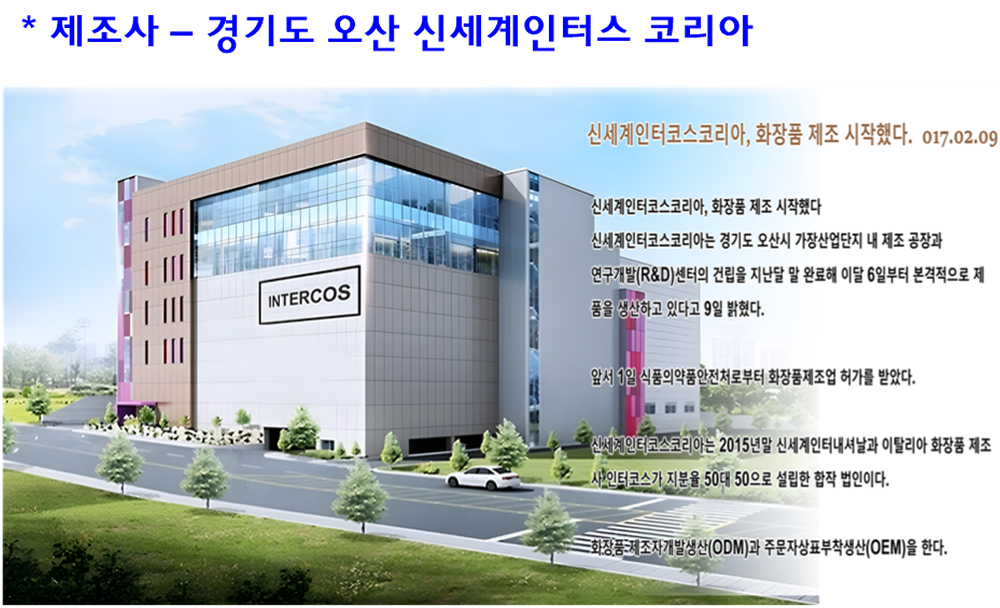 * 제조사 – 경기도 오산 신세계인터스 코리아
신세계인터코스코리아, 화장품 제조 시작했다. 017.02.09
신세계인터코스코리아, 화장품 제조 시작했다
신세계인터코스코리아는 경기도 오산시 가장산업단지 내 제조 공장과
연구개발(R&D)센터의 건립을 지난달 말 완료해 이달 6일부터 본격적으로 제
품을 생산하고 있다고 9일 밝혔다.
INTERCOS
앞서 1일 식품의약품안전처로부터 화장품제조업 허가를 받았다.
신세계인터코스코리아는 2015년말 신세계인터내셔날과 이탈리아 화장품 제조
사 인터코스가 지분율 50대 50으로 설립한 합작 법인이다.
화장품 제조자개발생산(ODM)과 주문자상표부착생산(OEM)을 한다.